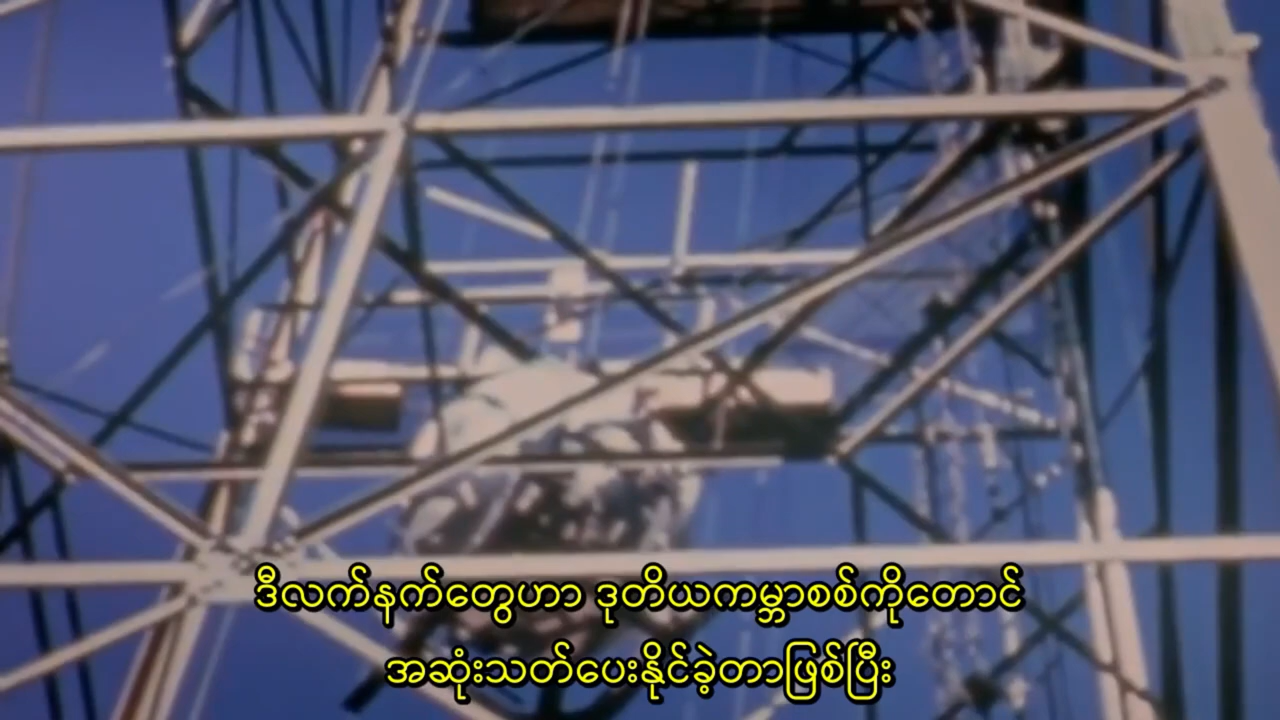 ဒီလက်နက်တွေဟာ ဒုတိယကမ္ဘာစစ်ကိုတောင်
အဆုံးသတ်ပေးနိုင်ခဲ့တာဖြစ်ပြီး